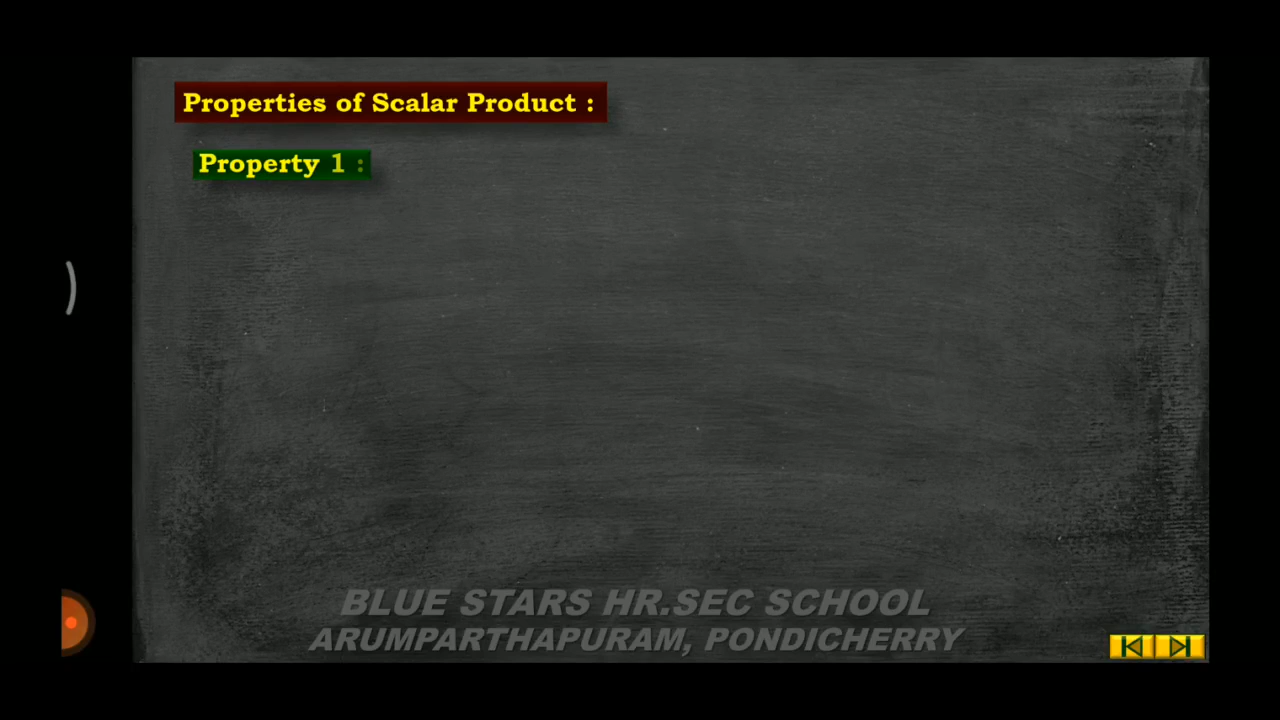 Properties of Scalar Product :
Property 1 :
BLUE STARS HR.SEC SCHOOL
ARUMPARTHAPURAM, PONDICHERRY